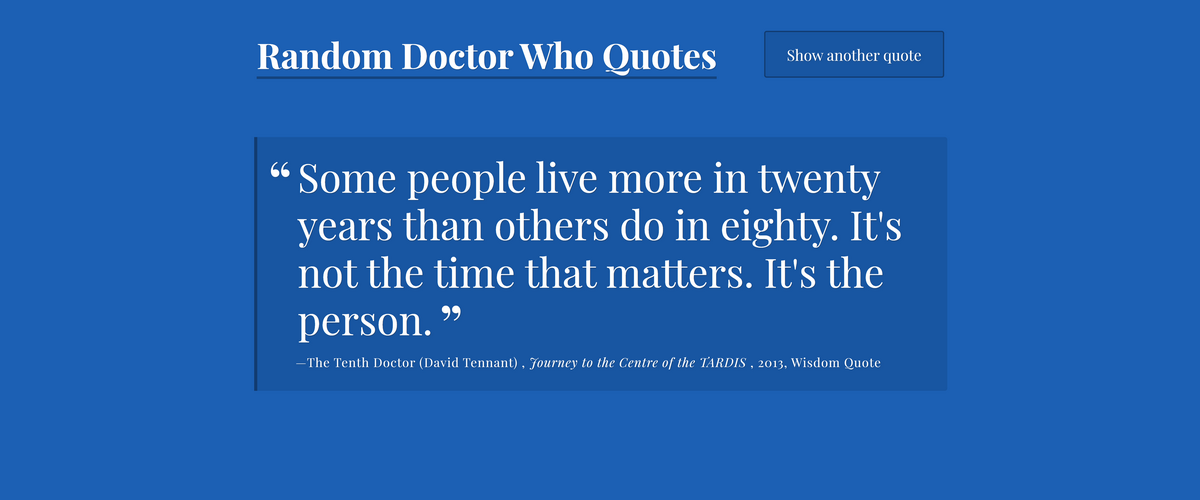 Random Doctor Who Quotes
Show another quote
“ Some people live more in twenty
years than others do in eighty. It's
not the time that matters. It's the
person. ”
—The Tenth Doctor (David Tennant) , Journey to the Centre of the TARDIS , 2013, Wisdom Quote